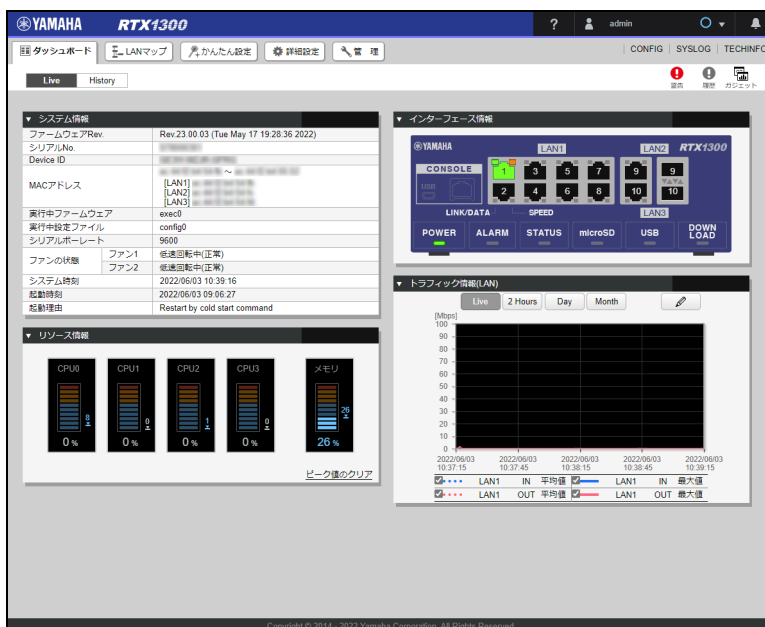 YAMAHA RTX1300 ? admin
ダッシュボード LANマップ かんたん設定 詳細設定 管 理 CONFIG SYSLOG TECHINFO
Live History 警告 履歴 ガジェット
▼ システム情報
ファームウェアRev. Rev.23.00.03 (Tue May 17 19:28:36 2022)
シリアルNo.
Device ID
MACアドレス
～
[LAN1]
[LAN2]
[LAN3]
実行中ファームウェア exec0
実行中設定ファイル config0
シリアルボーレート 9600
ファンの状態
ファン1 低速回転中(正常)
ファン2 低速回転中(正常)
システム時刻 2022/06/03 10:39:16
起動時刻 2022/06/03 09:06:27
起動理由 Restart by cold start command
▼ リソース情報
CPU0 CPU1 CPU2 CPU3 メモリ
8 0 1 0 26
0 % 0 % 0 % 0 % 26 %
ピーク値のクリア
▼ インターフェース情報
YAMAHA LAN1 LAN2 RTX1300
CONSOLE 1 3 5 7 9 9
USB 2 4 6 8 10 10
LINK/DATA SPEED LAN3
POWER ALARM STATUS microSD USB DOWN LOAD
▼ トラフィック情報(LAN)
Live 2 Hours Day Month
[Mbps]
100
90
80
70
60
50
40
30
20
10
0
2022/06/03 2022/06/03 2022/06/03 2022/06/03 2022/06/03
10:37:15 10:37:45 10:38:15 10:38:45 10:39:15
LAN1 IN 平均値 LAN1 IN 最大値
LAN1 OUT 平均値 LAN1 OUT 最大値
Copyright © 2014 - 2022 Yamaha Corporation. All Rights Reserved.